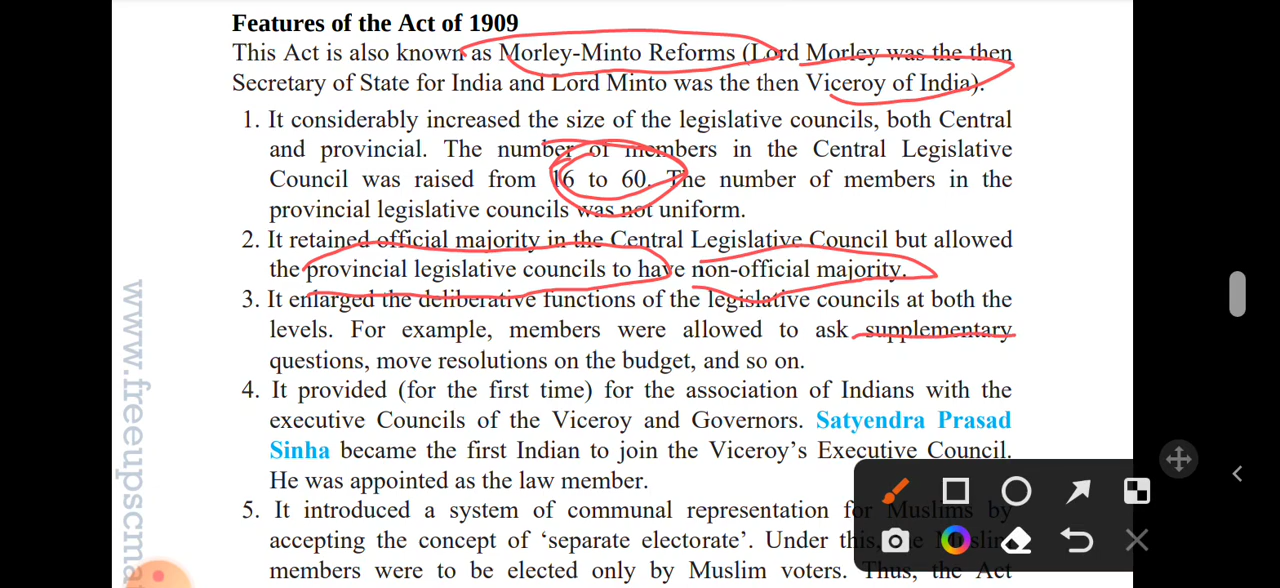 Features of the Act of 1909
This Act is also known as Morley-Minto Reforms (Lord Morley was the then
Secretary of State for India and Lord Minto was the then Viceroy of India).
1. It considerably increased the size of the legislative councils, both Central
and provincial. The number of members in the Central Legislative
Council was raised from 16 to 60. The number of members in the
provincial legislative councils was not uniform.
2. It retained official majority in the Central Legislative Council but allowed
the provincial legislative councils to have non-official majority.
3. It enlarged the deliberative functions of the legislative councils at both the
levels. For example, members were allowed to ask supplementary
questions, move resolutions on the budget, and so on.
4. It provided (for the first time) for the association of Indians with the
executive Councils of the Viceroy and Governors. Satyendra Prasad
Sinha became the first Indian to join the Viceroy’s Executive Council.
He was appointed as the law member.
5. It introduced a system of communal representation for Muslims by
accepting the concept of ‘separate electorate’. Under this, the Muslim
members were to be elected only by Muslim voters. Thus, the Act
www.freeupscma